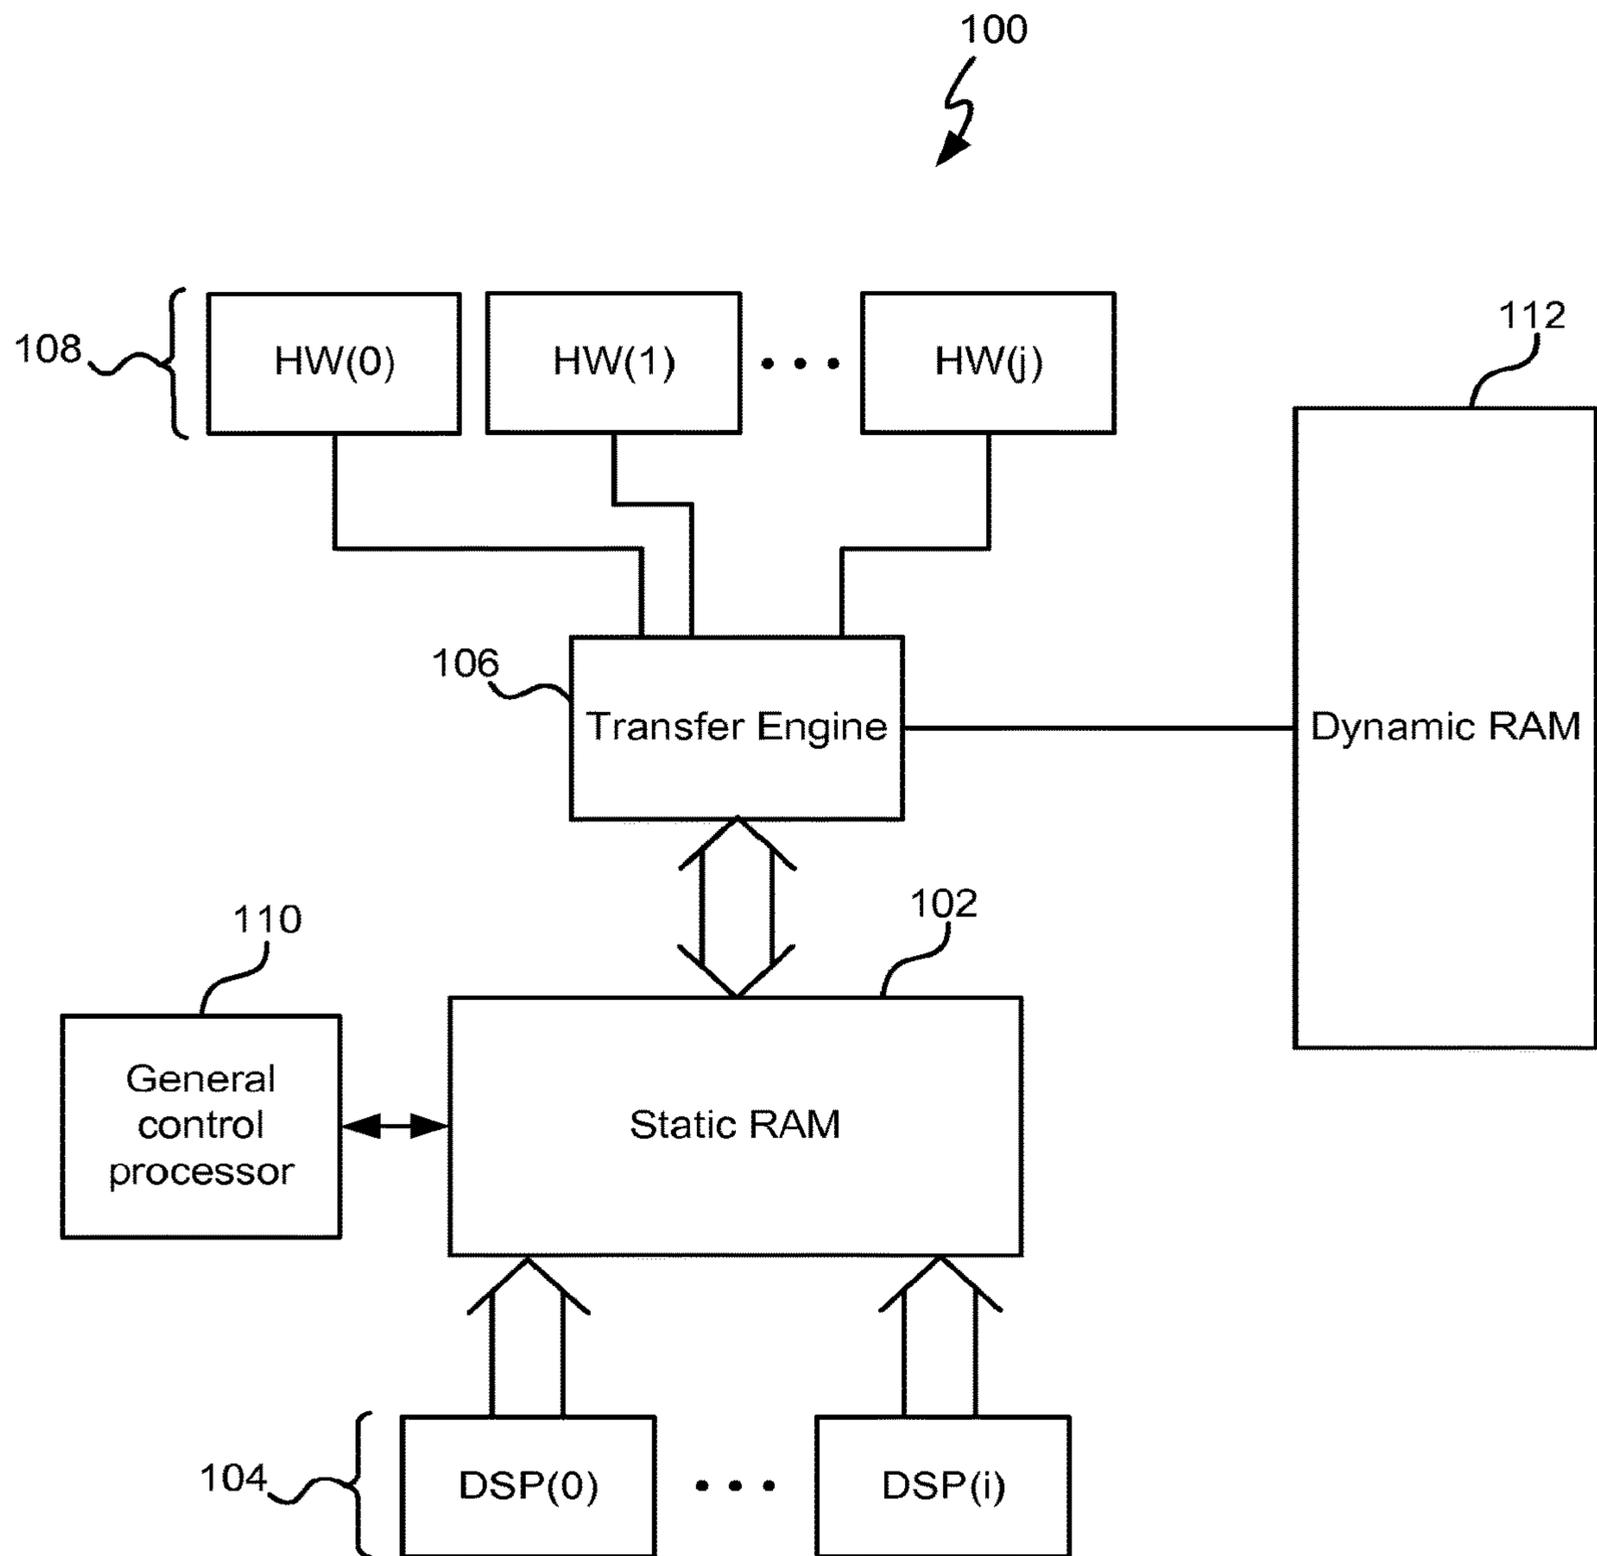 100
108
HW(0)
HW(1)
HW(j)
112
106
Transfer Engine
Dynamic RAM
110
102
General
control
processor
Static RAM
104
DSP(0)
DSP(i)